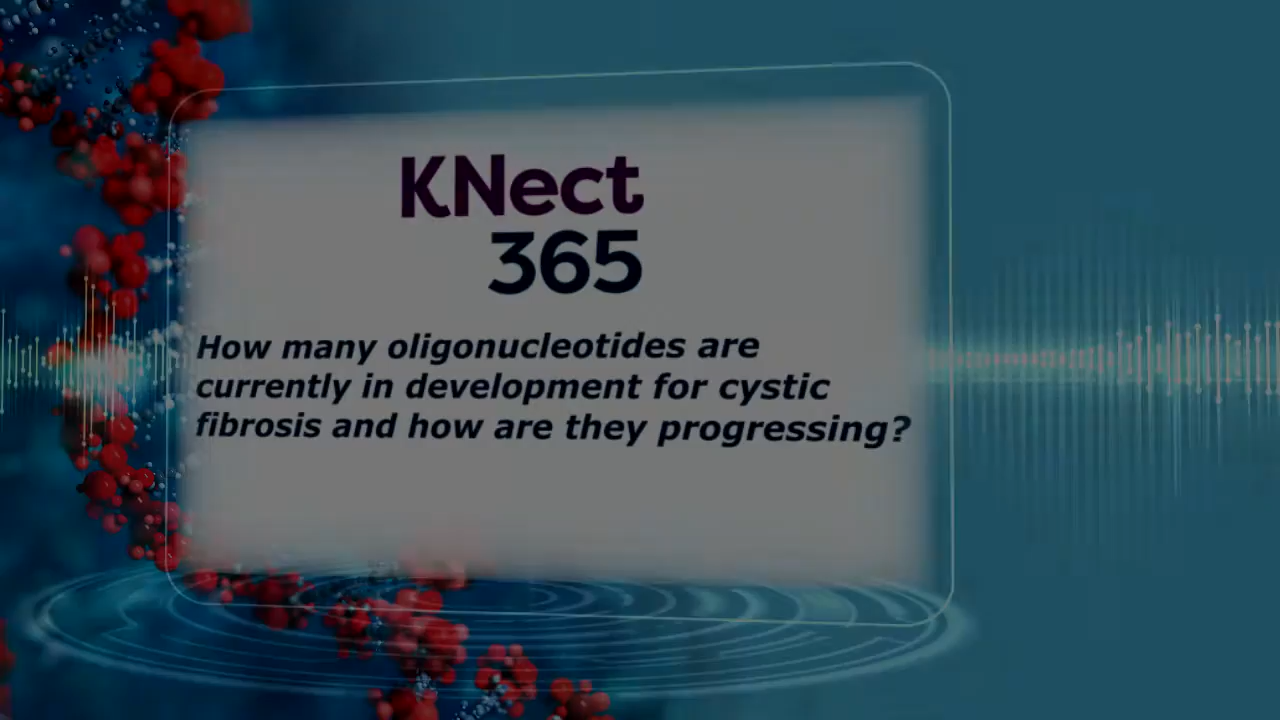 KNect
365
How many oligonucleotides are
currently in development for cystic
fibrosis and how are they progressing?